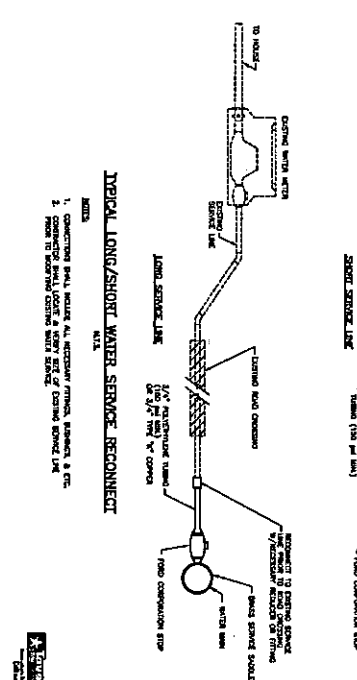 SHORT SERVICE LINE
TUBING (150 psi MIN.)
FORD CORPORATION STOP
TO HOUSE
EXISTING WATER METER
EXISTING
SERVICE LINE
EXISTING ROAD CROSSING
RECONNECT TO EXISTING SERVICE
LINE PRIOR TO ROAD CROSSING
W/NECESSARY REDUCER OR FITTING
BRASS SERVICE SADDLE
WATER MAIN
FORD CORPORATION STOP
3/4" POLYETHYLENE TUBING
(160 psi MIN.)
OR 3/4" TYPE "K" COPPER
LONG SERVICE LINE
TYPICAL LONG/SHORT WATER SERVICE RECONNECT
N.T.S.
NOTES:
1. CONNECTIONS SHALL INCLUDE ALL NECESSARY FITTINGS, BUSHINGS, & ETC.
2. CONTRACTOR SHALL LOCATE & VERIFY SIZE OF EXISTING SERVICE LINE
PRIOR TO MODIFYING EXISTING WATER SERVICE.